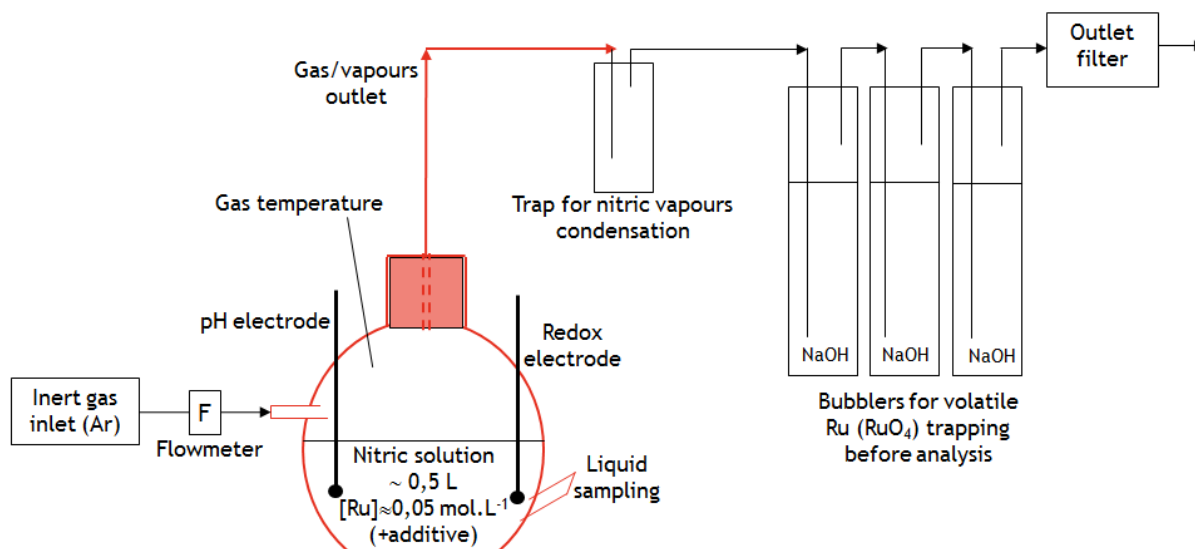 Outlet
filter
Gas/vapours
outlet
Trap for nitric vapours
condensation
Gas temperature
pH electrode
Redox
electrode
NaOH
NaOH
NaOH
Bubblers for volatile
Ru (RuO₄) trapping
before analysis
Inert gas
inlet (Ar)
F
Flowmeter
Nitric solution
~ 0,5 L
[Ru]≈0,05 mol.L⁻¹
(+additive)
Liquid
sampling